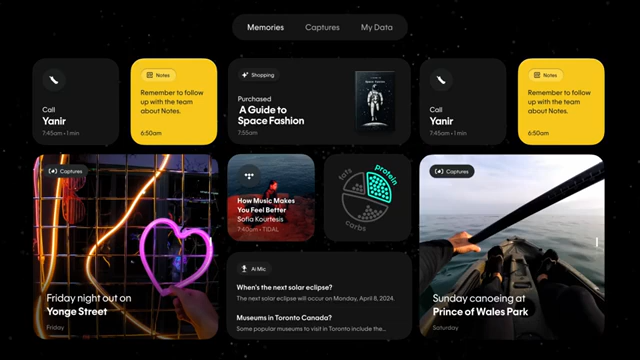 Memories
Captures
My Data
Call
Yanir
7:45am • 1 min
Notes
Remember to follow
up with the team
about Notes.
6:50am
Shopping
Purchased
A Guide to
Space Fashion
7:55am
Call
Yanir
7:45am • 1 min
Notes
Remember to follow
up with the team
about Notes.
6:50am
Captures
Friday night out on
Yonge Street
Friday
How Music Makes
You Feel Better
Sofia Kourtesis
7:40am • TIDAL
fats
protein
carbs
Ai Mic
When's the next solar eclipse?
The next solar eclipse will occur on Monday, April 8, 2024.
Museums in Toronto Canada?
Some popular museums to visit in Toronto include the...
Captures
Sunday canoeing at
Prince of Wales Park
Saturday